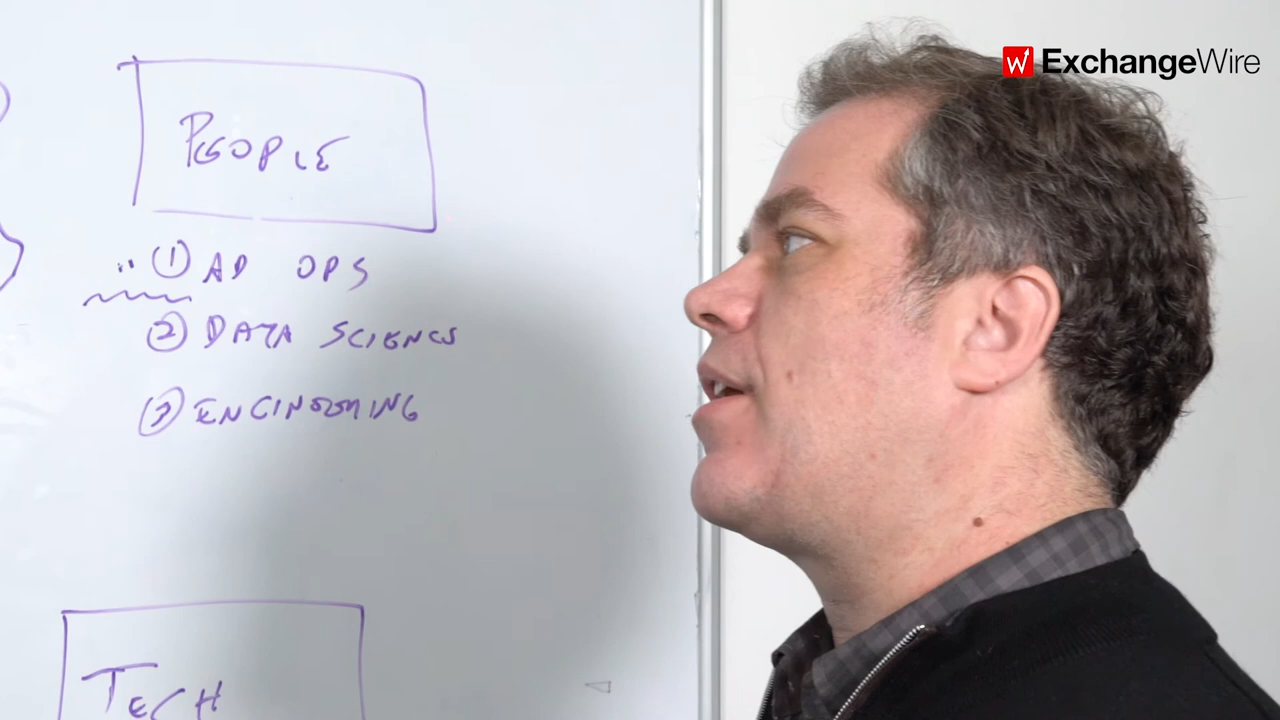 ExchangeWire
PEOPLE
① AD OPS
② DATA SCIENCE
③ ENGINEERING
TECH